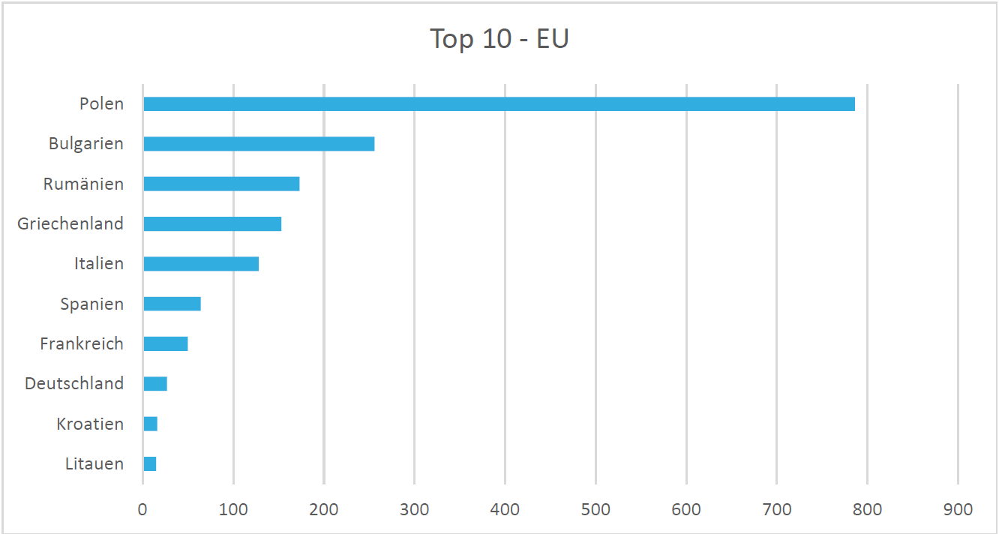 Top 10 - EU
Polen
Bulgarien
Rumänien
Griechenland
Italien
Spanien
Frankreich
Deutschland
Kroatien
Litauen
0 100 200 300 400 500 600 700 800 900